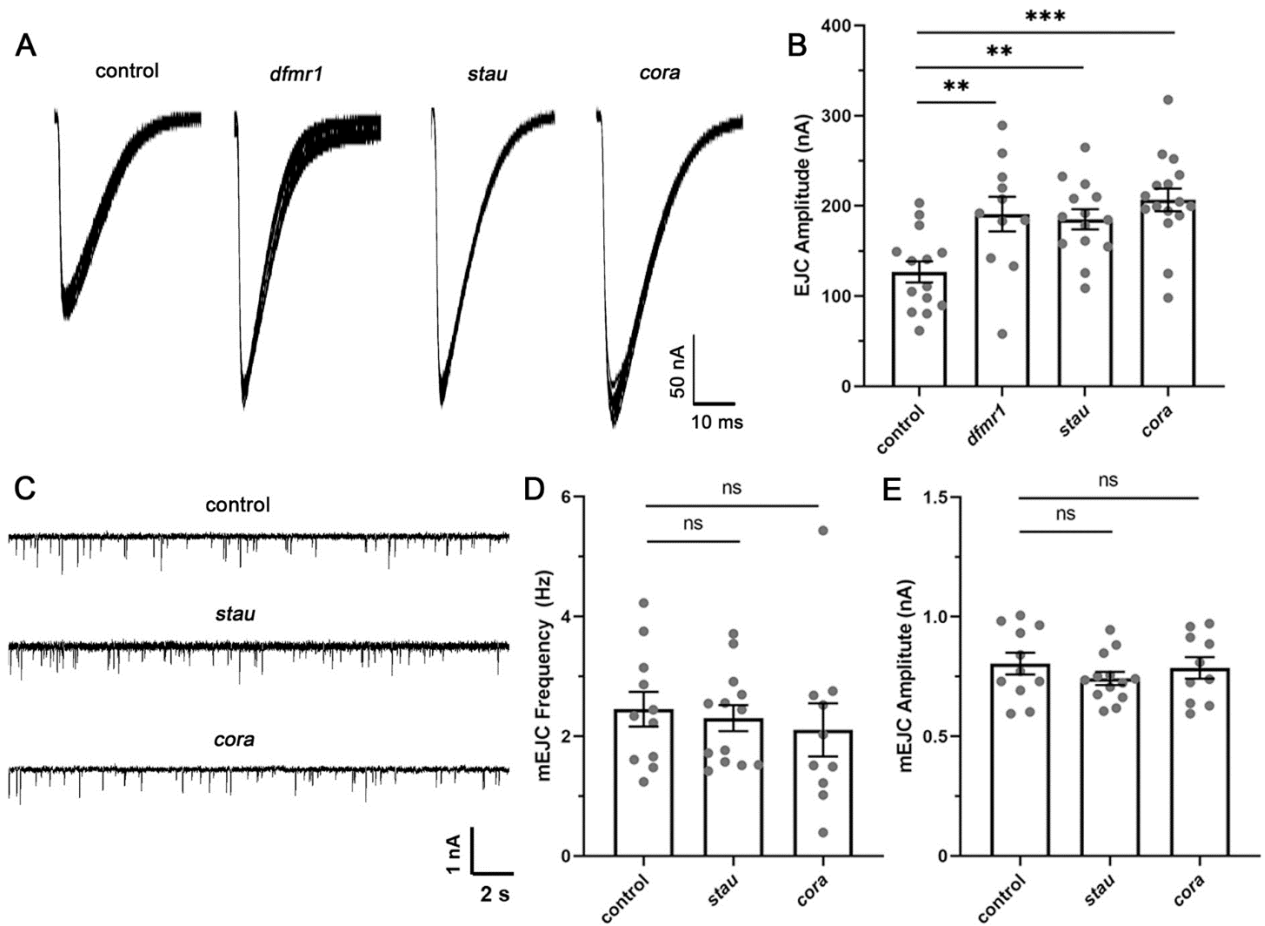 A
control
dfmr1
stau
cora
50 nA
10 ms
B
EJC Amplitude (nA)
400
300
200
100
0
***
**
**
control
dfmr1
stau
cora
C
control
stau
cora
1 nA
2 s
D
mEJC Frequency (Hz)
6
4
2
0
ns
ns
control
stau
cora
E
mEJC Amplitute (nA)
1.5
1.0
0.5
0
ns
ns
control
stau
cora